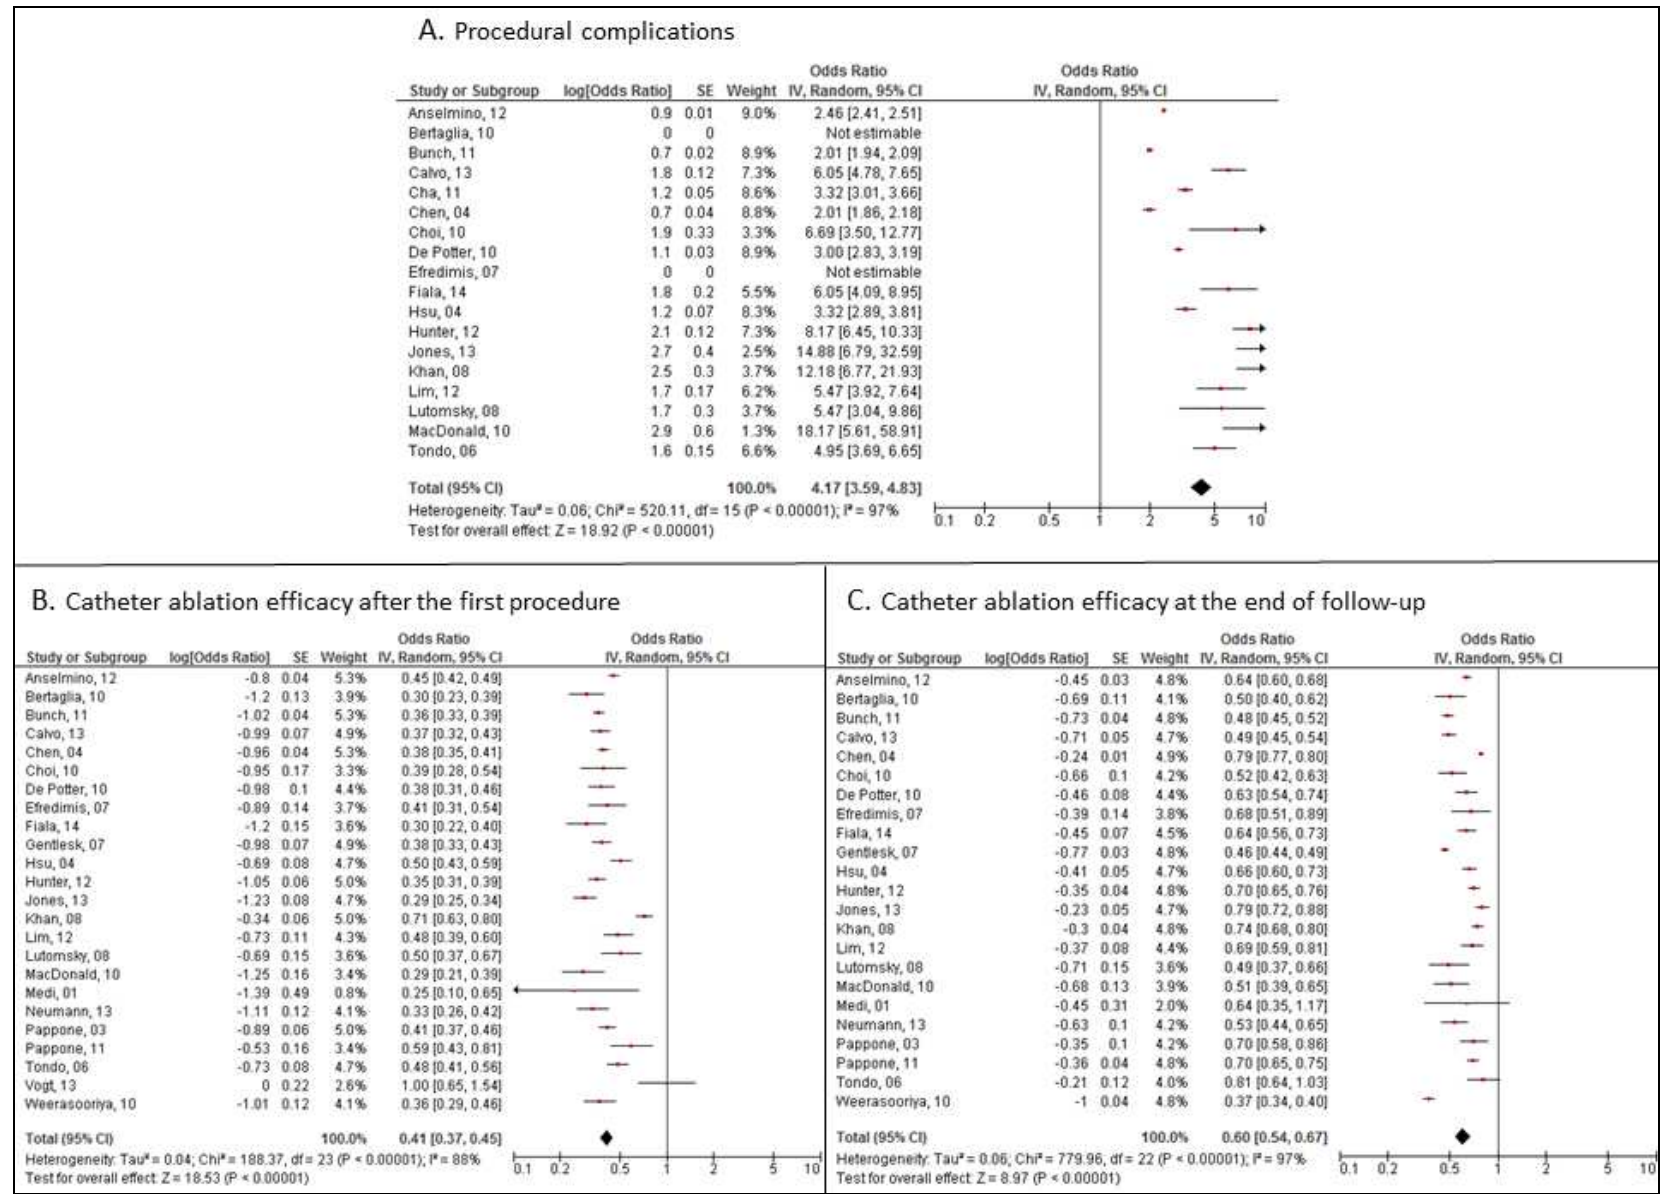 A. Procedural complications
Odds Ratio Odds Ratio
Study or Subgroup log[Odds Ratio] SE Weight IV, Random, 95% CI IV, Random, 95% CI
Anselmino, 12 0.9 0.01 9.0% 2.46 [2.41, 2.51]
Bertaglia, 10 0 0 Not estimable
Bunch, 11 0.7 0.02 8.9% 2.01 [1.94, 2.09]
Calvo, 13 1.8 0.12 7.3% 6.05 [4.78, 7.65]
Cha, 11 1.2 0.05 8.6% 3.32 [3.01, 3.66]
Chen, 04 0.7 0.04 8.8% 2.01 [1.86, 2.18]
Choi, 10 1.9 0.33 3.3% 6.69 [3.50, 12.77]
De Potter, 10 1.1 0.03 8.9% 3.00 [2.83, 3.19]
Efredimis, 07 0 0 Not estimable
Fiala, 14 1.8 0.2 5.5% 6.05 [4.09, 8.95]
Hsu, 04 1.2 0.07 8.3% 3.32 [2.89, 3.81]
Hunter, 12 2.1 0.12 7.3% 8.17 [6.45, 10.33]
Jones, 13 2.7 0.4 2.5% 14.88 [6.79, 32.59]
Khan, 08 2.5 0.3 3.7% 12.18 [6.77, 21.93]
Lim, 12 1.7 0.17 6.2% 5.47 [3.92, 7.64]
Lutomsky, 08 1.7 0.3 3.7% 5.47 [3.04, 9.86]
MacDonald, 10 2.9 0.6 1.3% 18.17 [5.61, 58.91]
Tondo, 06 1.6 0.15 6.6% 4.95 [3.69, 6.65]
Total (95% CI) 100.0% 4.17 [3.59, 4.83]
Heterogeneity: Tau² = 0.06; Chi² = 520.11, df = 15 (P < 0.00001); I² = 97%
Test for overall effect: Z = 18.92 (P < 0.00001)
0.1 0.2 0.5 1 2 5 10
B. Catheter ablation efficacy after the first procedure
Odds Ratio Odds Ratio
Study or Subgroup log[Odds Ratio] SE Weight IV, Random, 95% CI IV, Random, 95% CI
Anselmino, 12 -0.8 0.04 5.3% 0.45 [0.42, 0.49]
Bertaglia, 10 -1.2 0.13 3.9% 0.30 [0.23, 0.39]
Bunch, 11 -1.02 0.04 5.3% 0.36 [0.33, 0.39]
Calvo, 13 -0.99 0.07 4.9% 0.37 [0.32, 0.43]
Chen, 04 -0.96 0.04 5.3% 0.38 [0.35, 0.41]
Choi, 10 -0.95 0.17 3.3% 0.39 [0.28, 0.54]
De Potter, 10 -0.98 0.1 4.4% 0.38 [0.31, 0.46]
Efredimis, 07 -0.89 0.14 3.7% 0.41 [0.31, 0.54]
Fiala, 14 -1.2 0.15 3.6% 0.30 [0.22, 0.40]
Gentlesk, 07 -0.98 0.07 4.9% 0.38 [0.33, 0.43]
Hsu, 04 -0.69 0.08 4.7% 0.50 [0.43, 0.59]
Hunter, 12 -1.05 0.06 5.0% 0.35 [0.31, 0.39]
Jones, 13 -1.23 0.08 4.7% 0.29 [0.25, 0.34]
Khan, 08 -0.34 0.06 5.0% 0.71 [0.63, 0.80]
Lim, 12 -0.73 0.11 4.3% 0.48 [0.39, 0.60]
Lutomsky, 08 -0.69 0.15 3.6% 0.50 [0.37, 0.67]
MacDonald, 10 -1.25 0.16 3.4% 0.29 [0.21, 0.39]
Medi, 01 -1.39 0.49 0.8% 0.25 [0.10, 0.65]
Neumann, 13 -1.11 0.12 4.1% 0.33 [0.26, 0.42]
Pappone, 03 -0.89 0.06 5.0% 0.41 [0.37, 0.46]
Pappone, 11 -0.53 0.16 3.4% 0.59 [0.43, 0.81]
Tondo, 06 -0.73 0.08 4.7% 0.48 [0.41, 0.56]
Vogt, 13 0 0.22 2.6% 1.00 [0.65, 1.54]
Weerasooriya, 10 -1.01 0.12 4.1% 0.36 [0.29, 0.46]
Total (95% CI) 100.0% 0.41 [0.37, 0.45]
Heterogeneity: Tau² = 0.04; Chi² = 188.37, df = 23 (P < 0.00001); I² = 88%
Test for overall effect: Z = 18.53 (P < 0.00001)
0.1 0.2 0.5 1 2 5 10
C. Catheter ablation efficacy at the end of follow-up
Odds Ratio Odds Ratio
Study or Subgroup log[Odds Ratio] SE Weight IV, Random, 95% CI IV, Random, 95% CI
Anselmino, 12 -0.45 0.03 4.8% 0.64 [0.60, 0.68]
Bertaglia, 10 -0.69 0.11 4.1% 0.50 [0.40, 0.62]
Bunch, 11 -0.73 0.04 4.8% 0.48 [0.45, 0.52]
Calvo, 13 -0.71 0.05 4.7% 0.49 [0.45, 0.54]
Chen, 04 -0.24 0.01 4.9% 0.79 [0.77, 0.80]
Choi, 10 -0.66 0.1 4.2% 0.52 [0.42, 0.63]
De Potter, 10 -0.46 0.08 4.4% 0.63 [0.54, 0.74]
Efredimis, 07 -0.39 0.14 3.8% 0.68 [0.51, 0.89]
Fiala, 14 -0.45 0.07 4.5% 0.64 [0.56, 0.73]
Gentlesk, 07 -0.77 0.03 4.8% 0.46 [0.44, 0.49]
Hsu, 04 -0.41 0.05 4.7% 0.66 [0.60, 0.73]
Hunter, 12 -0.35 0.04 4.8% 0.70 [0.65, 0.76]
Jones, 13 -0.23 0.05 4.7% 0.79 [0.72, 0.88]
Khan, 08 -0.3 0.04 4.8% 0.74 [0.68, 0.80]
Lim, 12 -0.37 0.08 4.4% 0.69 [0.59, 0.81]
Lutomsky, 08 -0.71 0.15 3.6% 0.49 [0.37, 0.66]
MacDonald, 10 -0.68 0.13 3.9% 0.51 [0.39, 0.65]
Medi, 01 -0.45 0.31 2.0% 0.64 [0.35, 1.17]
Neumann, 13 -0.63 0.1 4.2% 0.53 [0.44, 0.65]
Pappone, 03 -0.35 0.1 4.2% 0.70 [0.58, 0.86]
Pappone, 11 -0.36 0.04 4.8% 0.70 [0.65, 0.75]
Tondo, 06 -0.21 0.12 4.0% 0.81 [0.64, 1.03]
Weerasooriya, 10 -1 0.04 4.8% 0.37 [0.34, 0.40]
Total (95% CI) 100.0% 0.60 [0.54, 0.67]
Heterogeneity: Tau² = 0.06; Chi² = 779.96, df = 22 (P < 0.00001); I² = 97%
Test for overall effect: Z = 8.97 (P < 0.00001)
0.1 0.2 0.5 1 2 5 10